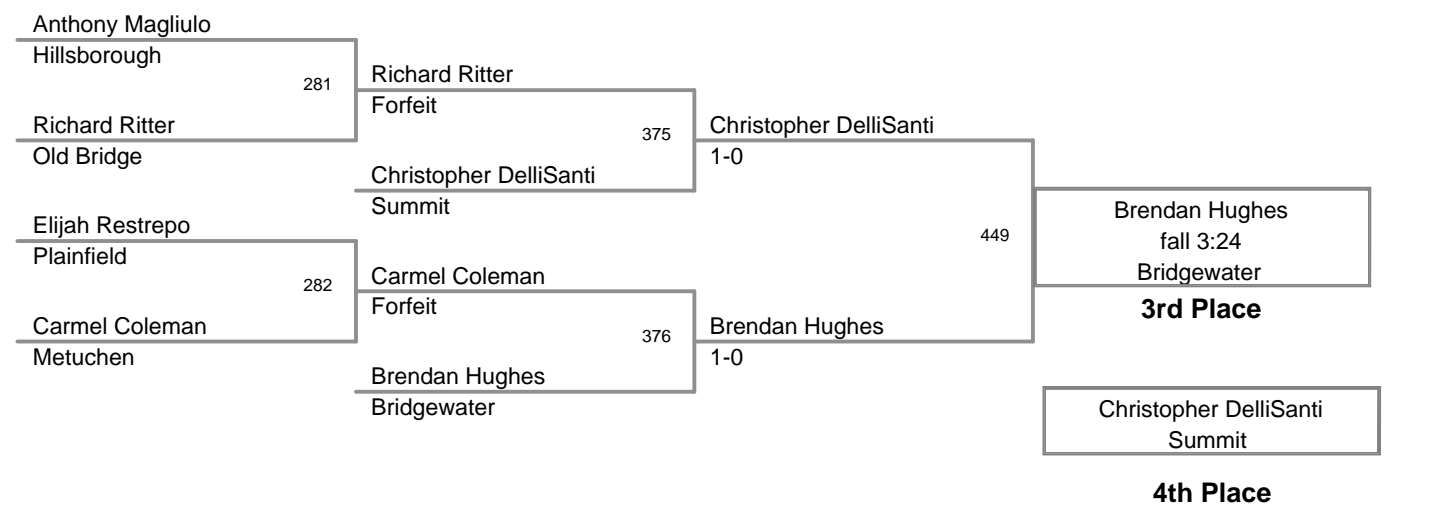 Anthony Magliulo
Hillsborough
281
Richard Ritter
Forfeit
Richard Ritter
Old Bridge
375
Christopher DelliSanti
1-0
Christopher DelliSanti
Summit
Elijah Restrepo
Plainfield
449
Brendan Hughes
fall 3:24
Bridgewater
3rd Place
282
Carmel Coleman
Forfeit
Carmel Coleman
Metuchen
376
Brendan Hughes
1-0
Brendan Hughes
Bridgewater
Christopher DelliSanti
Summit
4th Place